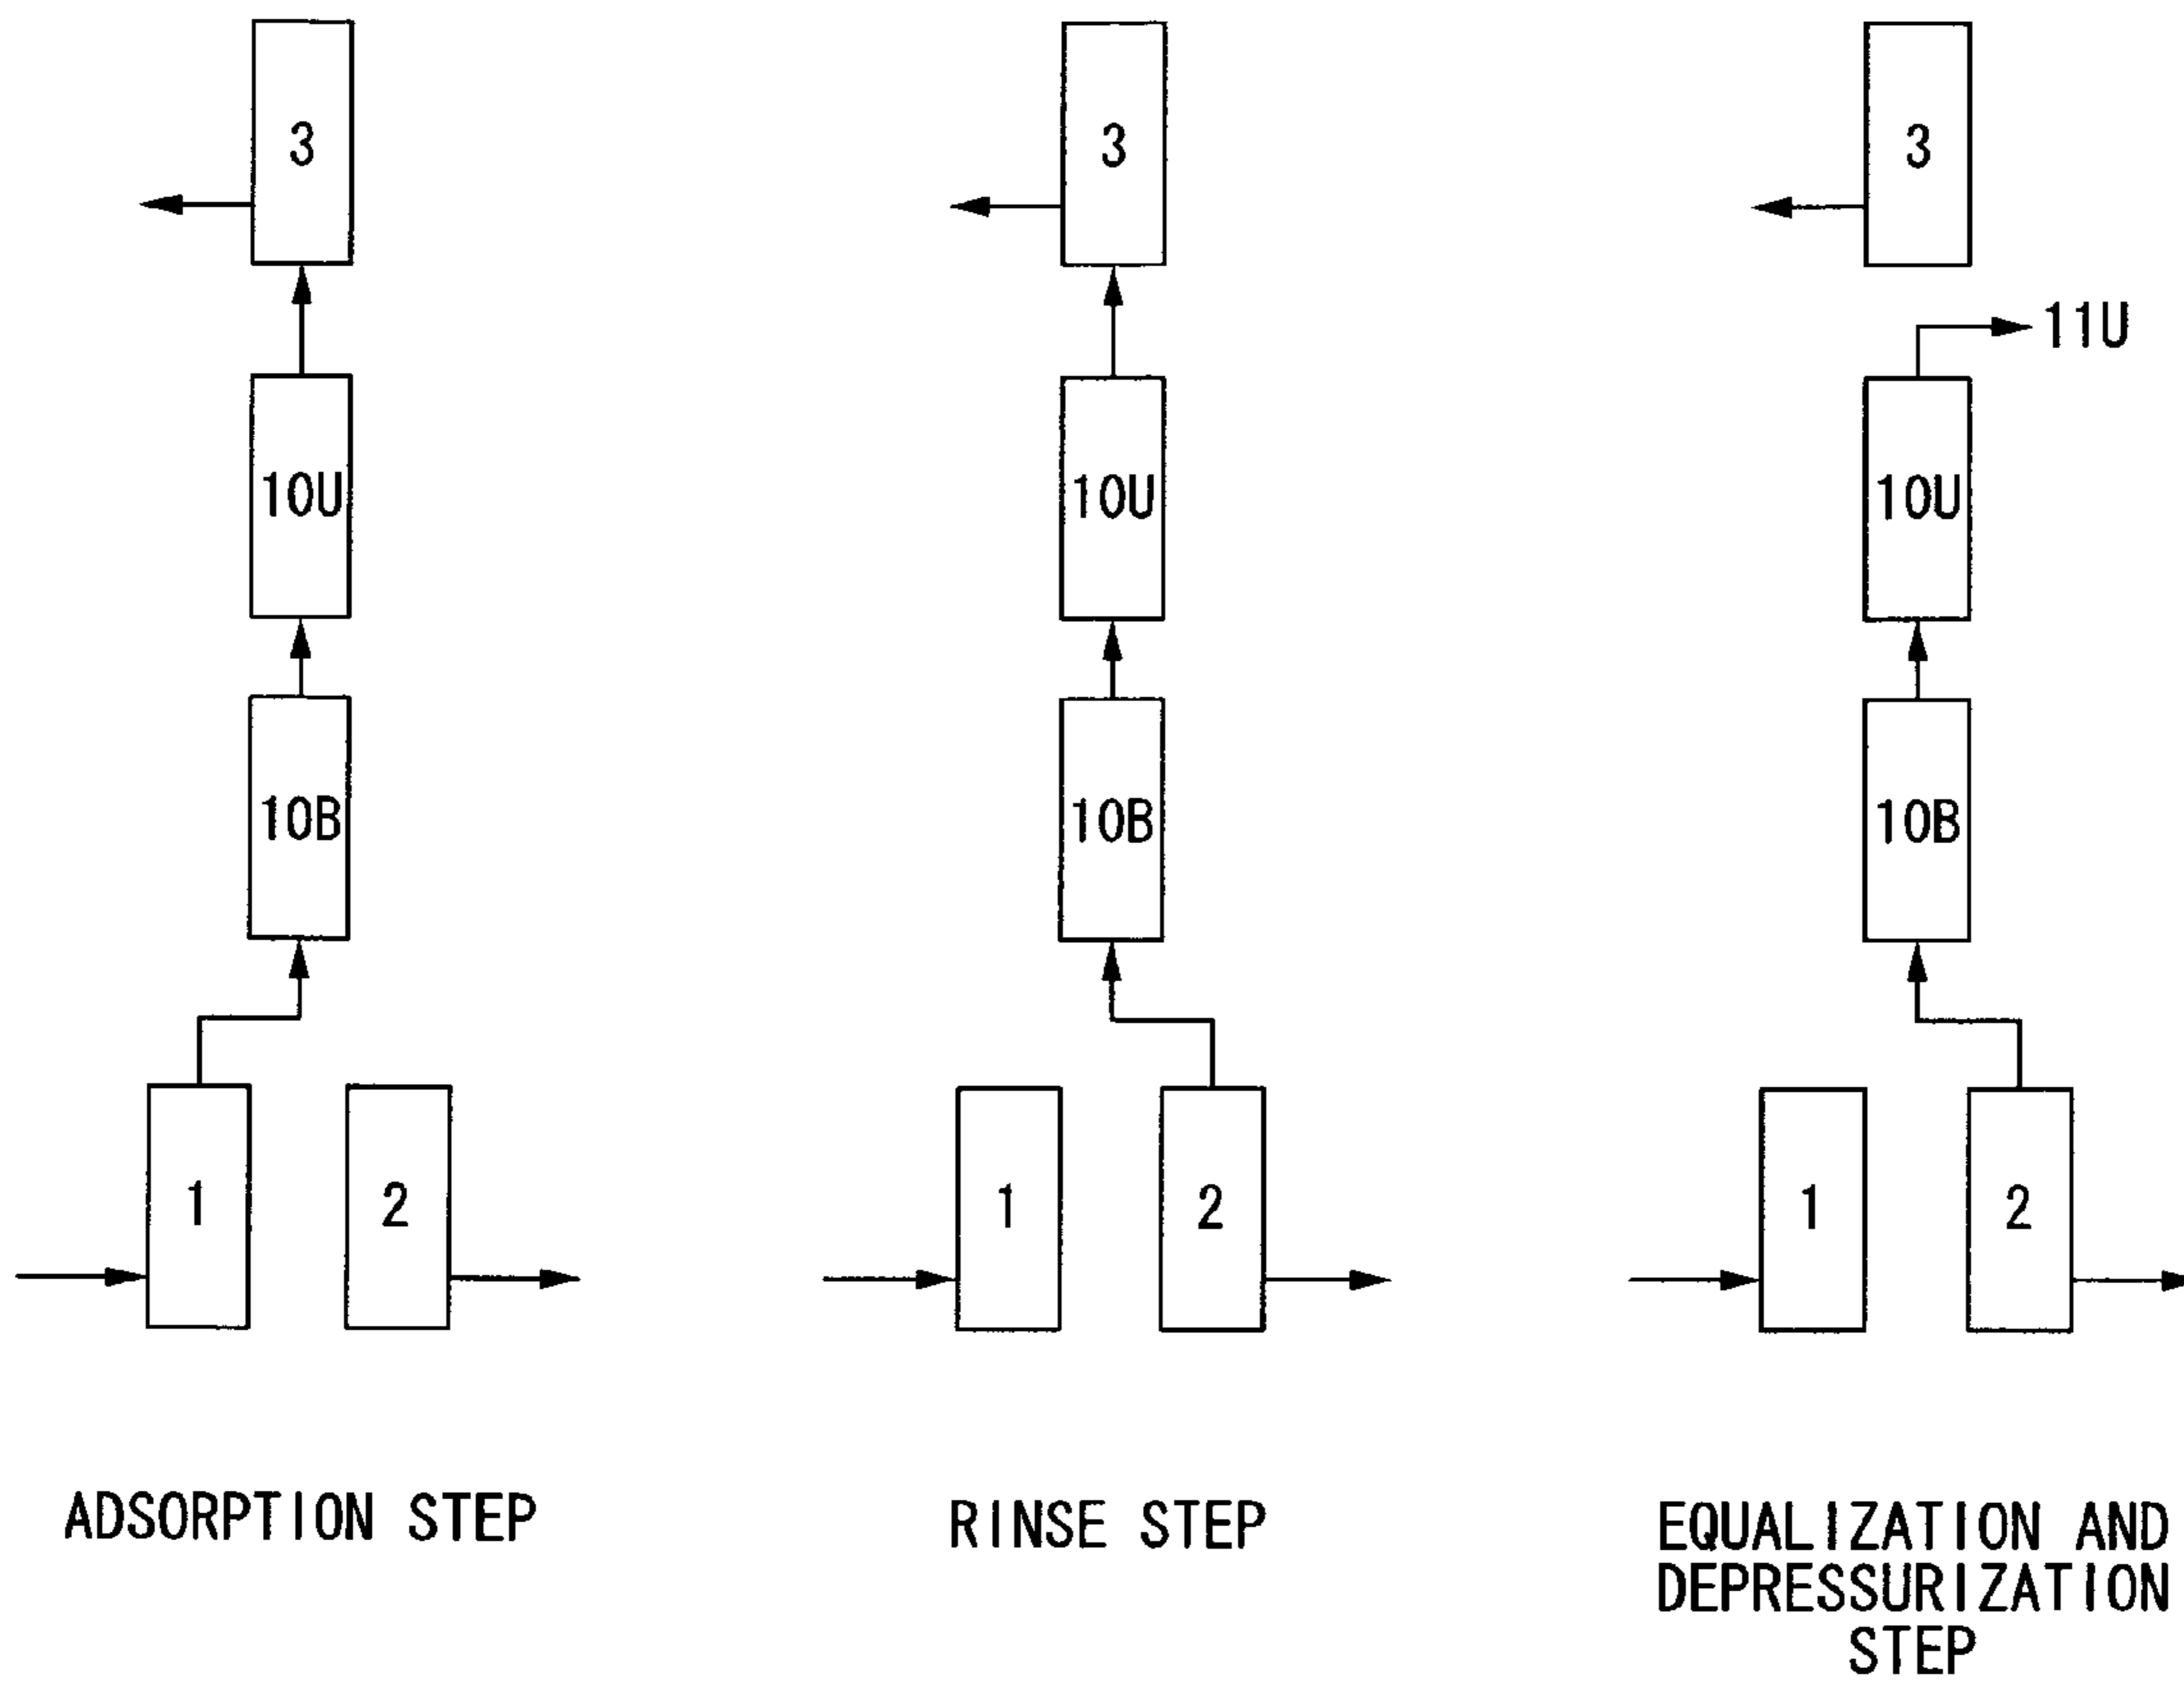 3
10U
10B
1
2
ADSORPTION STEP
3
10U
10B
1
2
RINSE STEP
3
11U
10U
10B
1
2
EQUALIZATION AND
DEPRESSURIZATION
STEP